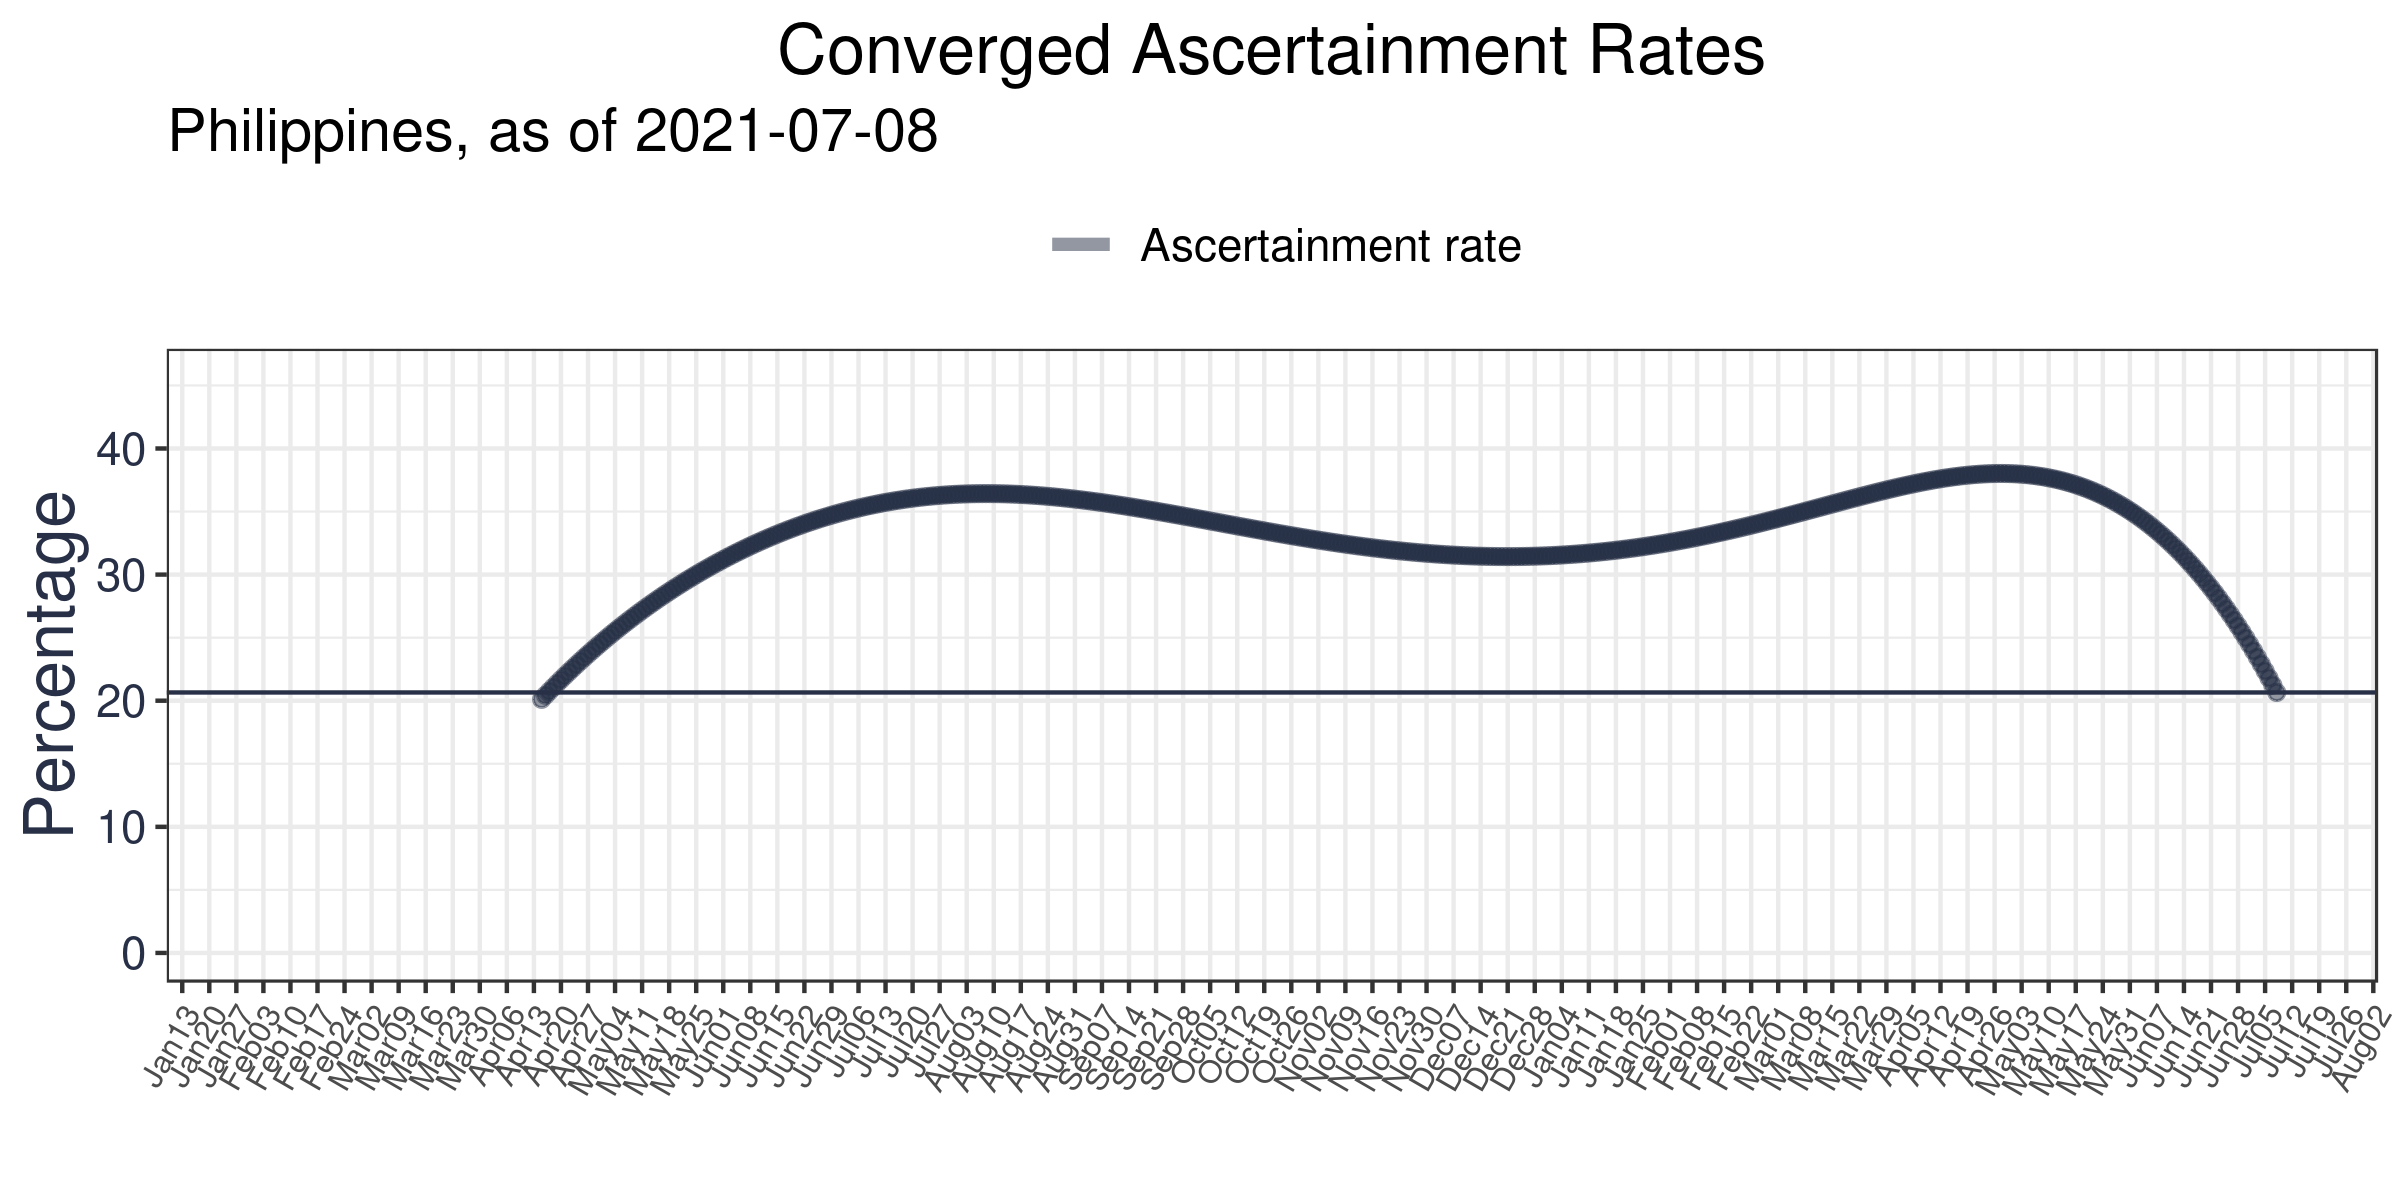 Converged Ascertainment Rates
Philippines, as of 2021-07-08
Ascertainment rate
Percentage
40
30
20
10
0
Jan13
Jan20
Jan27
Feb03
Feb10
Feb17
Feb24
Mar02
Mar09
Mar16
Mar23
Mar30
Apr06
Apr13
Apr20
Apr27
May04
May11
May18
May25
Jun01
Jun08
Jun15
Jun22
Jun29
Jul06
Jul13
Jul20
Jul27
Aug03
Aug10
Aug17
Aug24
Aug31
Sep07
Sep14
Sep21
Sep28
Oct05
Oct12
Oct19
Oct26
Nov02
Nov09
Nov16
Nov23
Nov30
Dec07
Dec14
Dec21
Dec28
Jan04
Jan11
Jan18
Jan25
Feb01
Feb08
Feb15
Feb22
Mar01
Mar08
Mar15
Mar22
Mar29
Apr05
Apr12
Apr19
Apr26
May03
May10
May17
May24
May31
Jun07
Jun14
Jun21
Jun28
Jul05
Jul12
Jul19
Jul26
Aug02